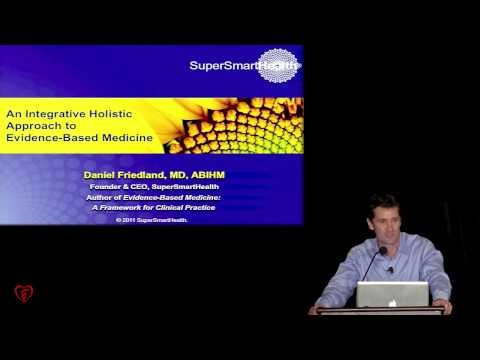 SuperSmartHealth
An Integrative Holistic
Approach to
Evidence-Based Medicine
Daniel Friedland, MD, ABIHM
Founder & CEO, SuperSmartHealth
Author of Evidence-Based Medicine:
A Framework for Clinical Practice
© 2011 SuperSmartHealth.